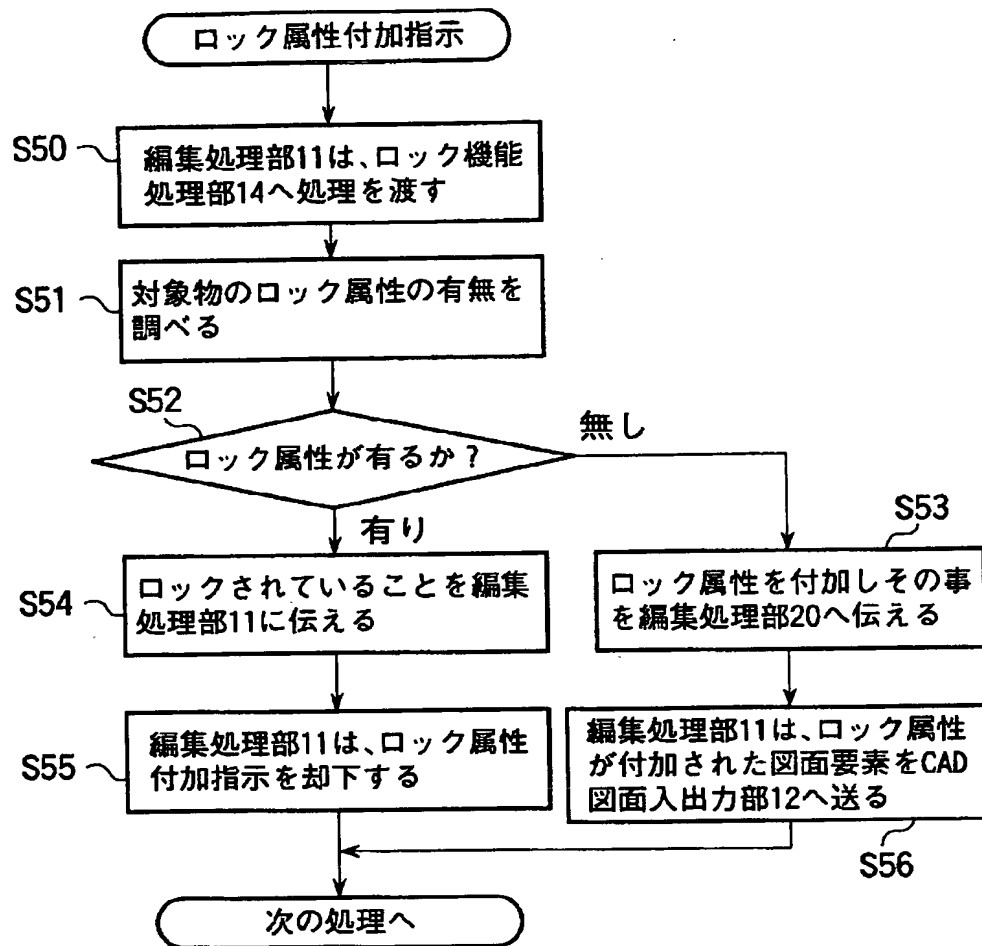 ロック属性付加指示
S50
編集処理部11は、ロック機能
処理部14へ処理を渡す
S51
対象物のロック属性の有無を
調べる
S52
ロック属性が有るか？
無し
有り
S53
ロック属性を付加しその事
を編集処理部20へ伝える
S54
ロックされていることを編集
処理部11に伝える
S55
編集処理部11は、ロック属性
付加指示を却下する
編集処理部11は、ロック属性
が付加された図面要素をCAD
図面入出力部12へ送る
S56
次の処理へ